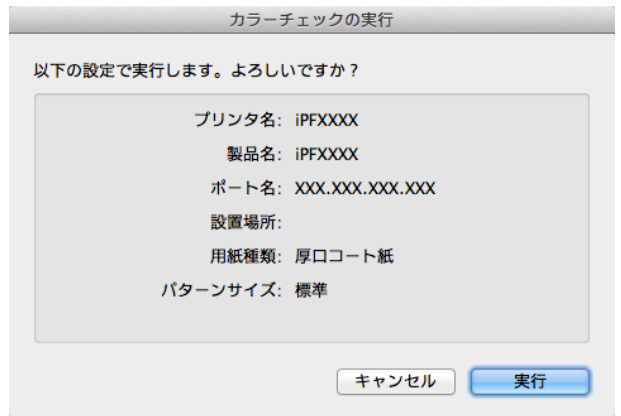 カラーチェックの実行
以下の設定で実行します。よろしいですか？
プリンタ名: iPFXXXX
製品名: iPFXXXX
ポート名: XXX.XXX.XXX.XXX
設置場所:
用紙種類: 厚口コート紙
パターンサイズ: 標準
キャンセル 実行